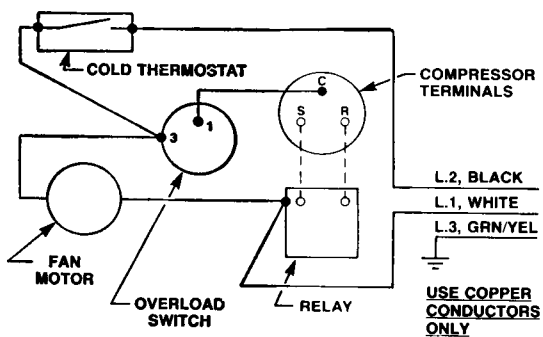 COLD THERMOSTAT
C
COMPRESSOR
TERMINALS
S R
1
3
L.2, BLACK
L.1, WHITE
L.3, GRN/YEL
FAN
MOTOR
OVERLOAD
SWITCH
RELAY
USE COPPER
CONDUCTORS
ONLY